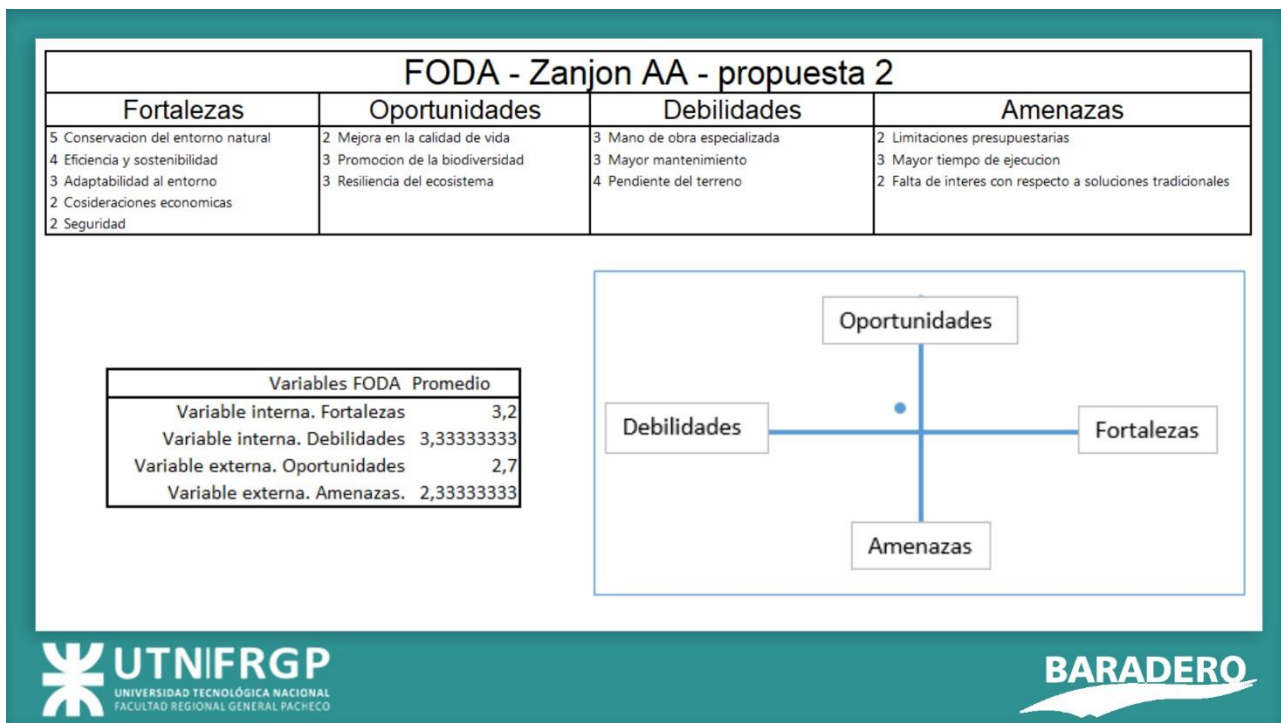 FODA - Zanjon AA - propuesta 2
Fortalezas
5 Conservacion del entorno natural
4 Eficiencia y sostenibilidad
3 Adaptabilidad al entorno
2 Cosideraciones economicas
2 Seguridad
Oportunidades
2 Mejora en la calidad de vida
3 Promocion de la biodiversidad
3 Resiliencia del ecosistema
Debilidades
3 Mano de obra especializada
3 Mayor mantenimiento
4 Pendiente del terreno
Amenazas
2 Limitaciones presupuestarias
3 Mayor tiempo de ejecucion
2 Falta de interes con respecto a soluciones tradicionales
Variables FODA Promedio
Variable interna. Fortalezas 3,2
Variable interna. Debilidades 3,33333333
Variable externa. Oportunidades 2,7
Variable externa. Amenazas. 2,33333333
Oportunidades
Debilidades
Fortalezas
Amenazas
UTN FRGP
UNIVERSIDAD TECNOLÓGICA NACIONAL
FACULTAD REGIONAL GENERAL PACHECO
BARADERO